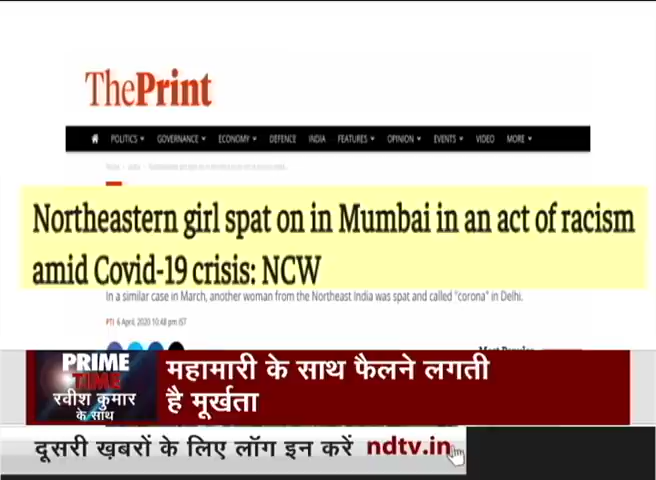 ThePrint
POLITICS GOVERNANCE ECONOMY DEFENCE INDIA FEATURES OPINION EVENTS VIDEO MORE
Northeastern girl spat on in Mumbai in an act of racism
amid Covid-19 crisis: NCW
In a similar case in March, another woman from the Northeast India was spat and called "corona" in Delhi.
PTI 6 April, 2020 10:48 pm IST
PRIME
TIME
रवीश कुमार
के साथ
महामारी के साथ फैलने लगती
है मूर्खता
दूसरी ख़बरों के लिए लॉग इन करें ndtv.in